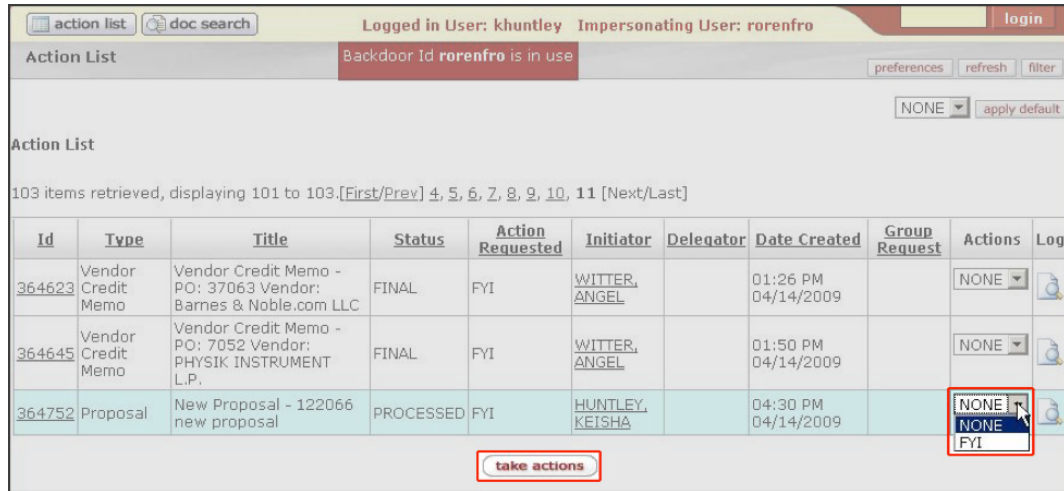 action list doc search Logged in User: khuntley Impersonating User: rorenfro login
Action List Backdoor Id rorenfro is in use
preferences refresh filter
NONE apply default
Action List
103 items retrieved, displaying 101 to 103.[First/Prev] 4, 5, 6, 7, 8, 9, 10, 11 [Next/Last]
Id Type Title Status Action Requested Initiator Delegator Date Created Group Request Actions Log
364623 Vendor Credit Memo Vendor Credit Memo - PO: 37063 Vendor: Barnes & Noble.com LLC FINAL FYI WITTER, ANGEL 01:26 PM 04/14/2009 NONE
364645 Vendor Credit Memo Vendor Credit Memo - PO: 7052 Vendor: PHYSIK INSTRUMENT L.P. FINAL FYI WITTER, ANGEL 01:50 PM 04/14/2009 NONE
364752 Proposal New Proposal - 122066 new proposal PROCESSED FYI HUNTLEY, KEISHA 04:30 PM 04/14/2009 NONE
NONE
FYI
take actions